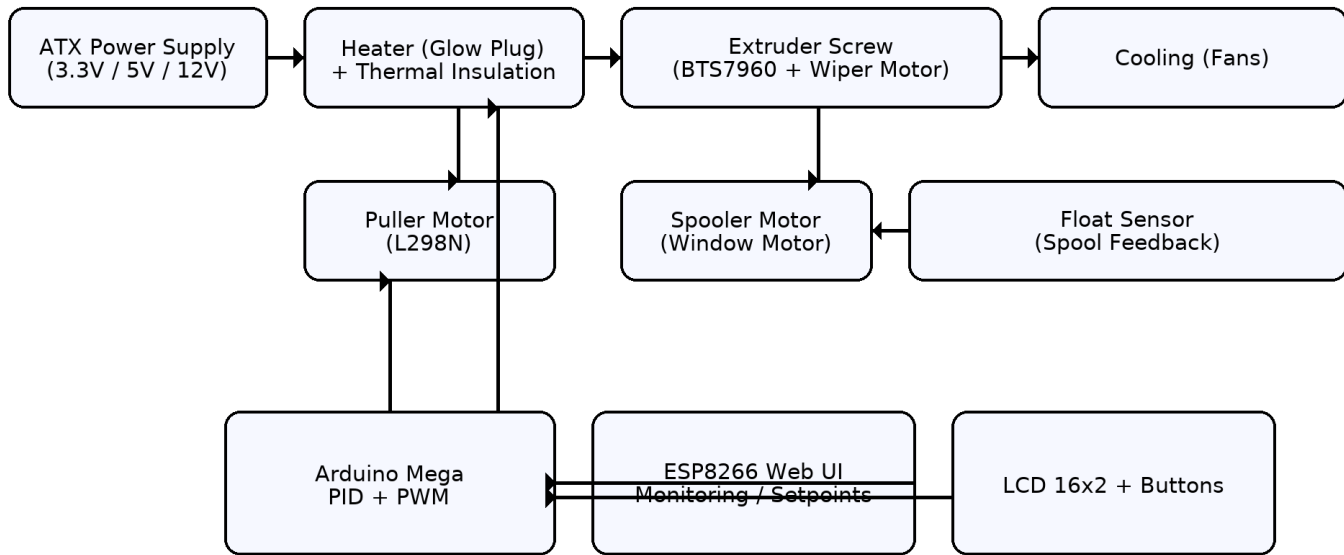 ATX Power Supply
(3.3V / 5V / 12V)
Heater (Glow Plug)
+ Thermal Insulation
Extruder Screw
(BTS7960 + Wiper Motor)
Cooling (Fans)
Puller Motor
(L298N)
Spooler Motor
(Window Motor)
Float Sensor
(Spool Feedback)
Arduino Mega
PID + PWM
ESP8266 Web UI
Monitoring / Setpoints
LCD 16x2 + Buttons